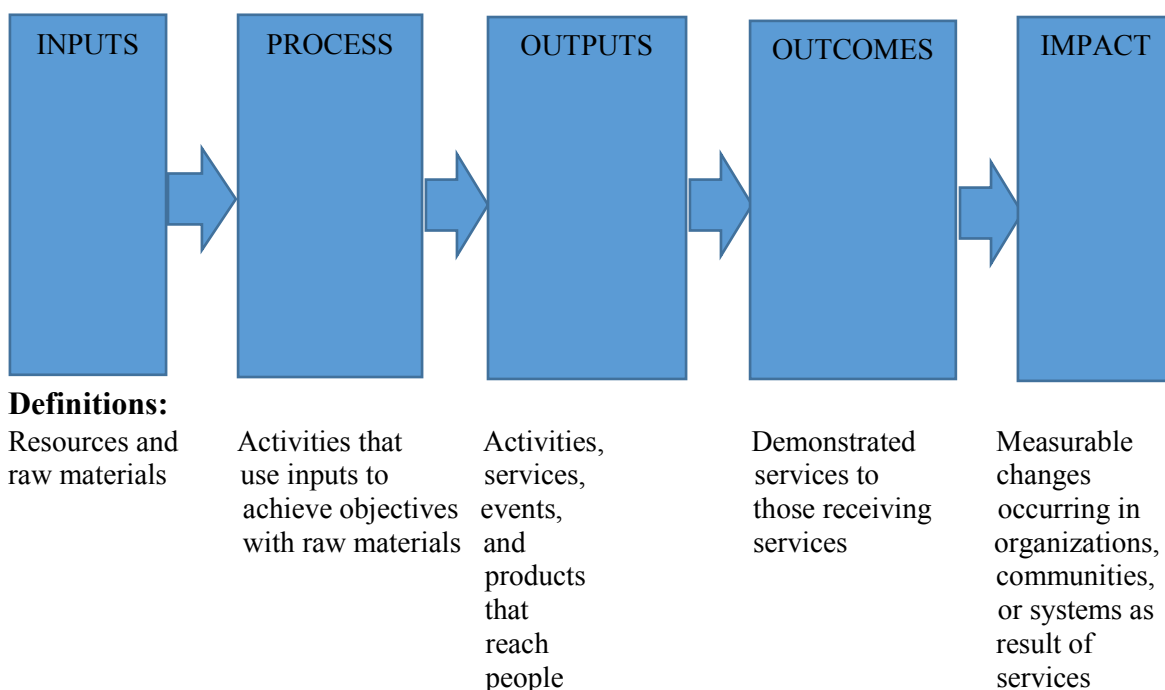 INPUTS
PROCESS
OUTPUTS
OUTCOMES
IMPACT
Definitions:
Resources and
raw materials
Activities that
use inputs to
achieve objectives
with raw materials
Activities,
services,
events,
and
products
that
reach
people
Demonstrated
services to
those receiving
services
Measurable
changes
occurring in
organizations,
communities,
or systems as
result of
services